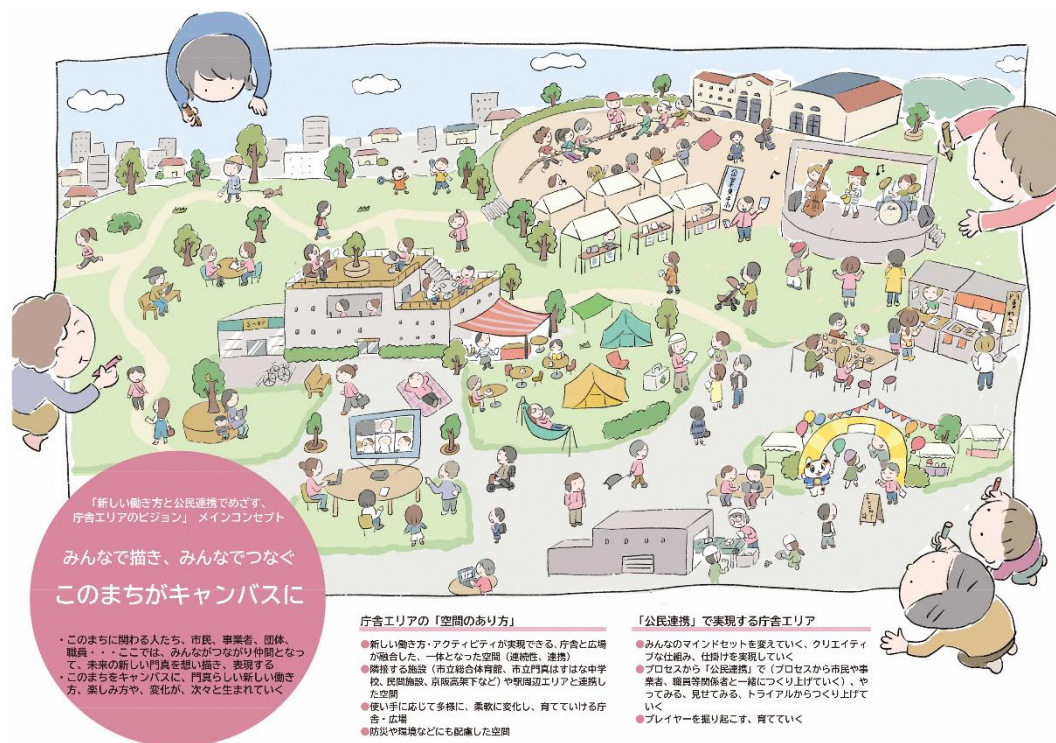 shop
「新しい働き方と公民連携でめざす、
庁舎エリアのビジョン」 メインコンセプト
みんなで描き、みんなでつなぐ
このまちがキャンバスに
・このまちに関わる人たち、市民、事業者、団体、
職員・・・ここでは、みんながつながり仲間となっ
て、未来の新しい門真を想い描き、表現する
・このまちをキャンバスに、門真らしい新しい働き
方、楽しみ方や、変化が、次々と生まれていく
庁舎エリアの「空間のあり方」
●新しい働き方・アクティビティが実現できる、庁舎と広場
が融合した、一体となった空間（連続性、連携）
●隣接する施設（市立総合体育館、市立門真はすはな中学
校、民間施設、京阪高架下など）や駅周辺エリアと連携し
た空間
●使い手に応じて多様に、柔軟に変化し、育てていける庁
舎・広場
●防災や環境などにも配慮した空間
「公民連携」で実現する庁舎エリア
●みんなのマインドセットを変えていく、クリエイティ
ブな仕組み、仕掛けを実現していく
●プロセスから「公民連携」で（プロセスから市民や事
業者、職員等関係者と一緒につくり上げていく）、や
ってみる、見せてみる、トライアルからつくり上げて
いく
●プレイヤーを掘り起こす、育てていく